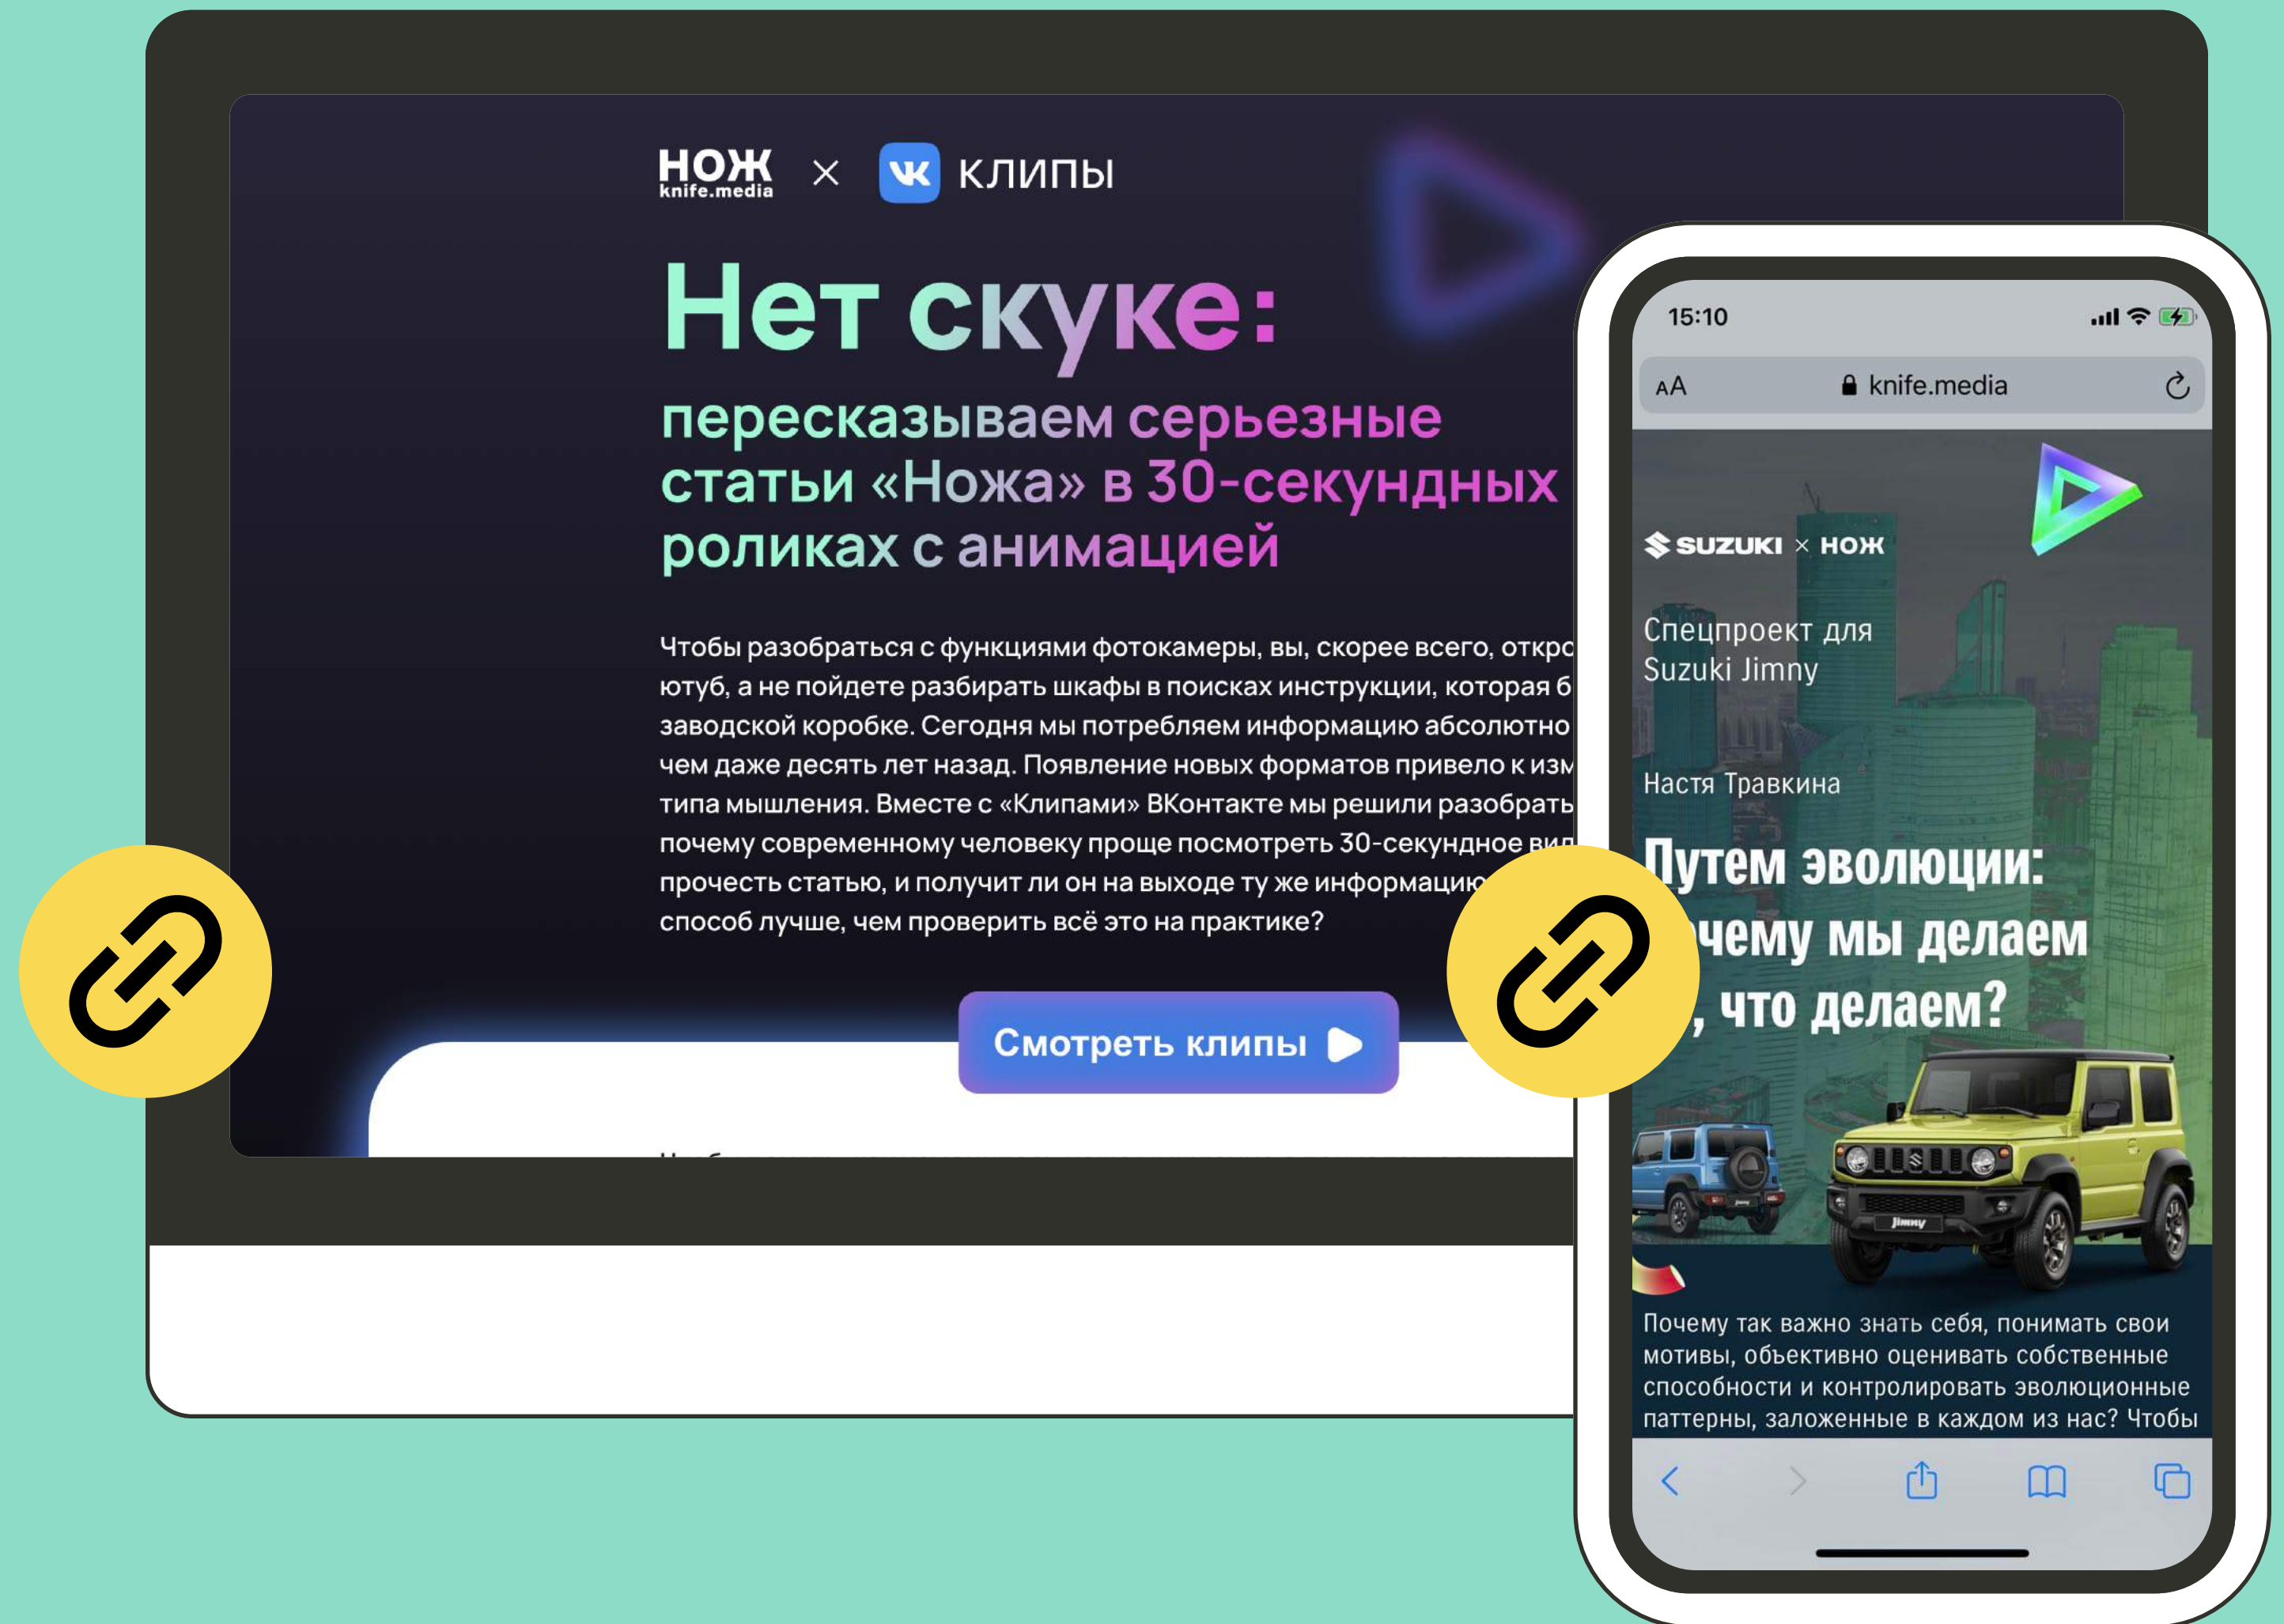 НОЖ
knife.media
×
VK КЛИПЫ
Нет скуке:
пересказываем серьезные
статьи «Ножа» в 30-секундных
роликах с анимацией
Чтобы разобраться с функциями фотокамеры, вы, скорее всего,
ютуб, а не пойдете разбирать шкафы в поисках инструкции, которая
заводской коробке. Сегодня мы потребляем информацию абсолютно
чем даже десять лет назад. Появление новых форматов привело к
типа мышления. Вместе с «Клипами» ВКонтакте мы решили
почему современному человеку проще посмотреть 30-секундное
прочесть статью, и получит ли он на выходе ту же информацию
способ лучше, чем проверить всё это на практике?
Смотреть клипы
15:10
AA knife.media
SUZUKI × НОЖ
Спецпроект для
Suzuki Jimny
Настя Травкина
Путем эволюции:
мы делаем
, что делаем?
Jimny
Jimny
Почему так важно знать себя, понимать свои
мотивы, объективно оценивать собственные
способности и контролировать эволюционные
паттерны, заложенные в каждом из нас? Чтобы